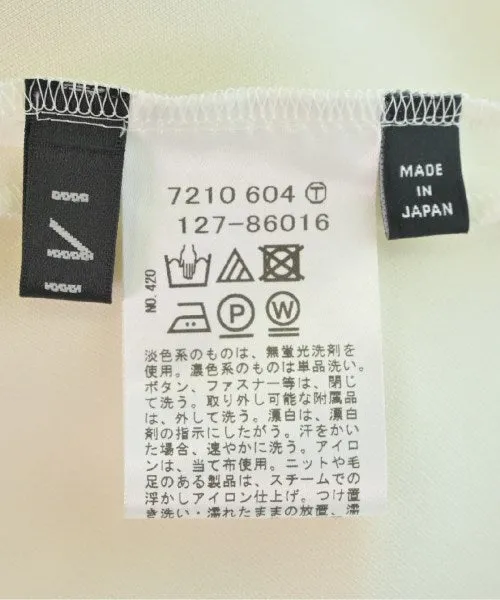 7210 604 Ⓣ
127-86016
NO. 420
P
W
淡色系のものは、無蛍光洗剤を
使用。濃色系のものは単品洗い。
ボタン、ファスナー等は、閉じ
て洗う。取り外し可能な附属品
は、外して洗う。漂白は、漂白
剤の指示にしたがう。汗をかい
た場合、速やかに洗う。アイロ
ンは、当て布使用。ニットや毛
足のある製品は、スチームでの
浮かしアイロン仕上げ。つけ置
き洗い・濡れたままの放置、濡
MADE
IN
JAPAN